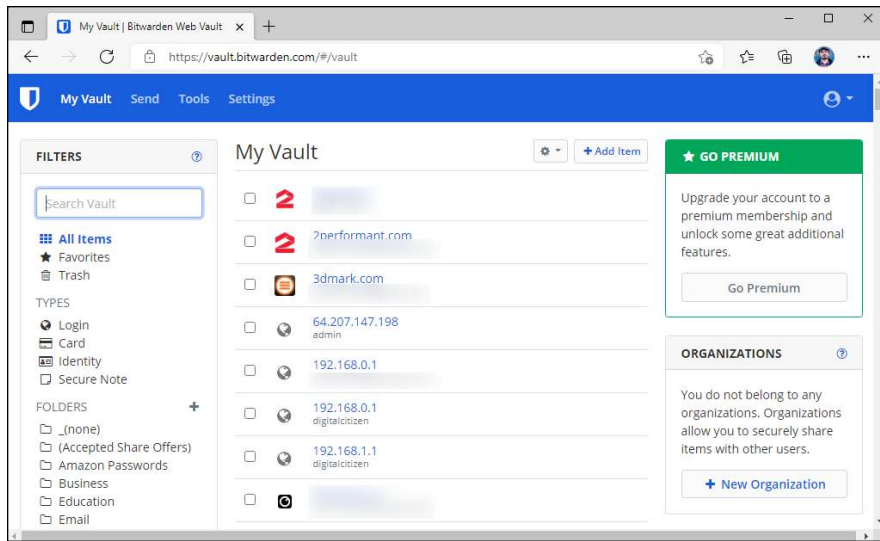 My Vault | Bitwarden Web Vault
https://vault.bitwarden.com/#/vault
My Vault Send Tools Settings
FILTERS
Search Vault
All Items
Favorites
Trash
TYPES
Login
Card
Identity
Secure Note
FOLDERS
_(none)
(Accepted Share Offers)
Amazon Passwords
Business
Education
Email
My Vault
+ Add Item
2performant.com
3dmark.com
64.207.147.198
admin
192.168.0.1
192.168.0.1
digitalcitizen
192.168.1.1
digitalcitizen
GO PREMIUM
Upgrade your account to a
premium membership and
unlock some great additional
features.
Go Premium
ORGANIZATIONS
You do not belong to any
organizations. Organizations
allow you to securely share
items with other users.
+ New Organization